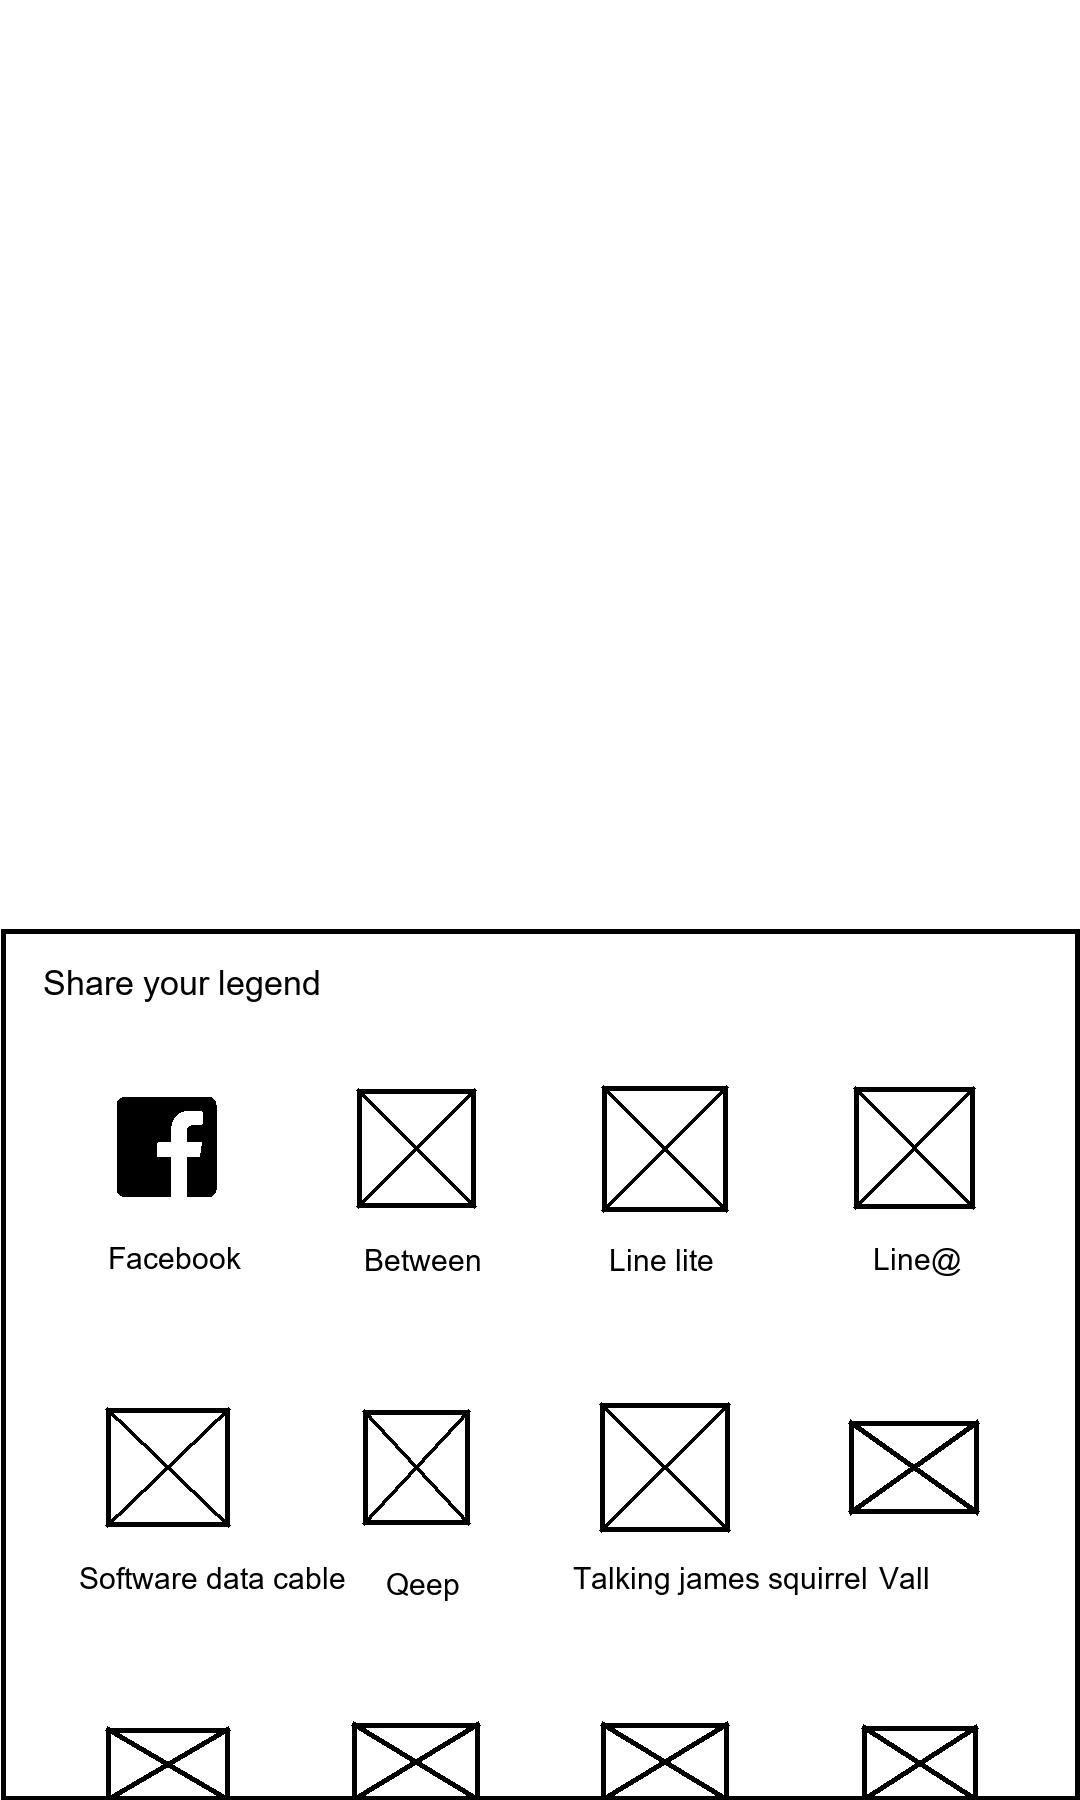 Share your legend
Facebook Between Line lite Line@
Software data cable Qeep Talking james squirrel Vall